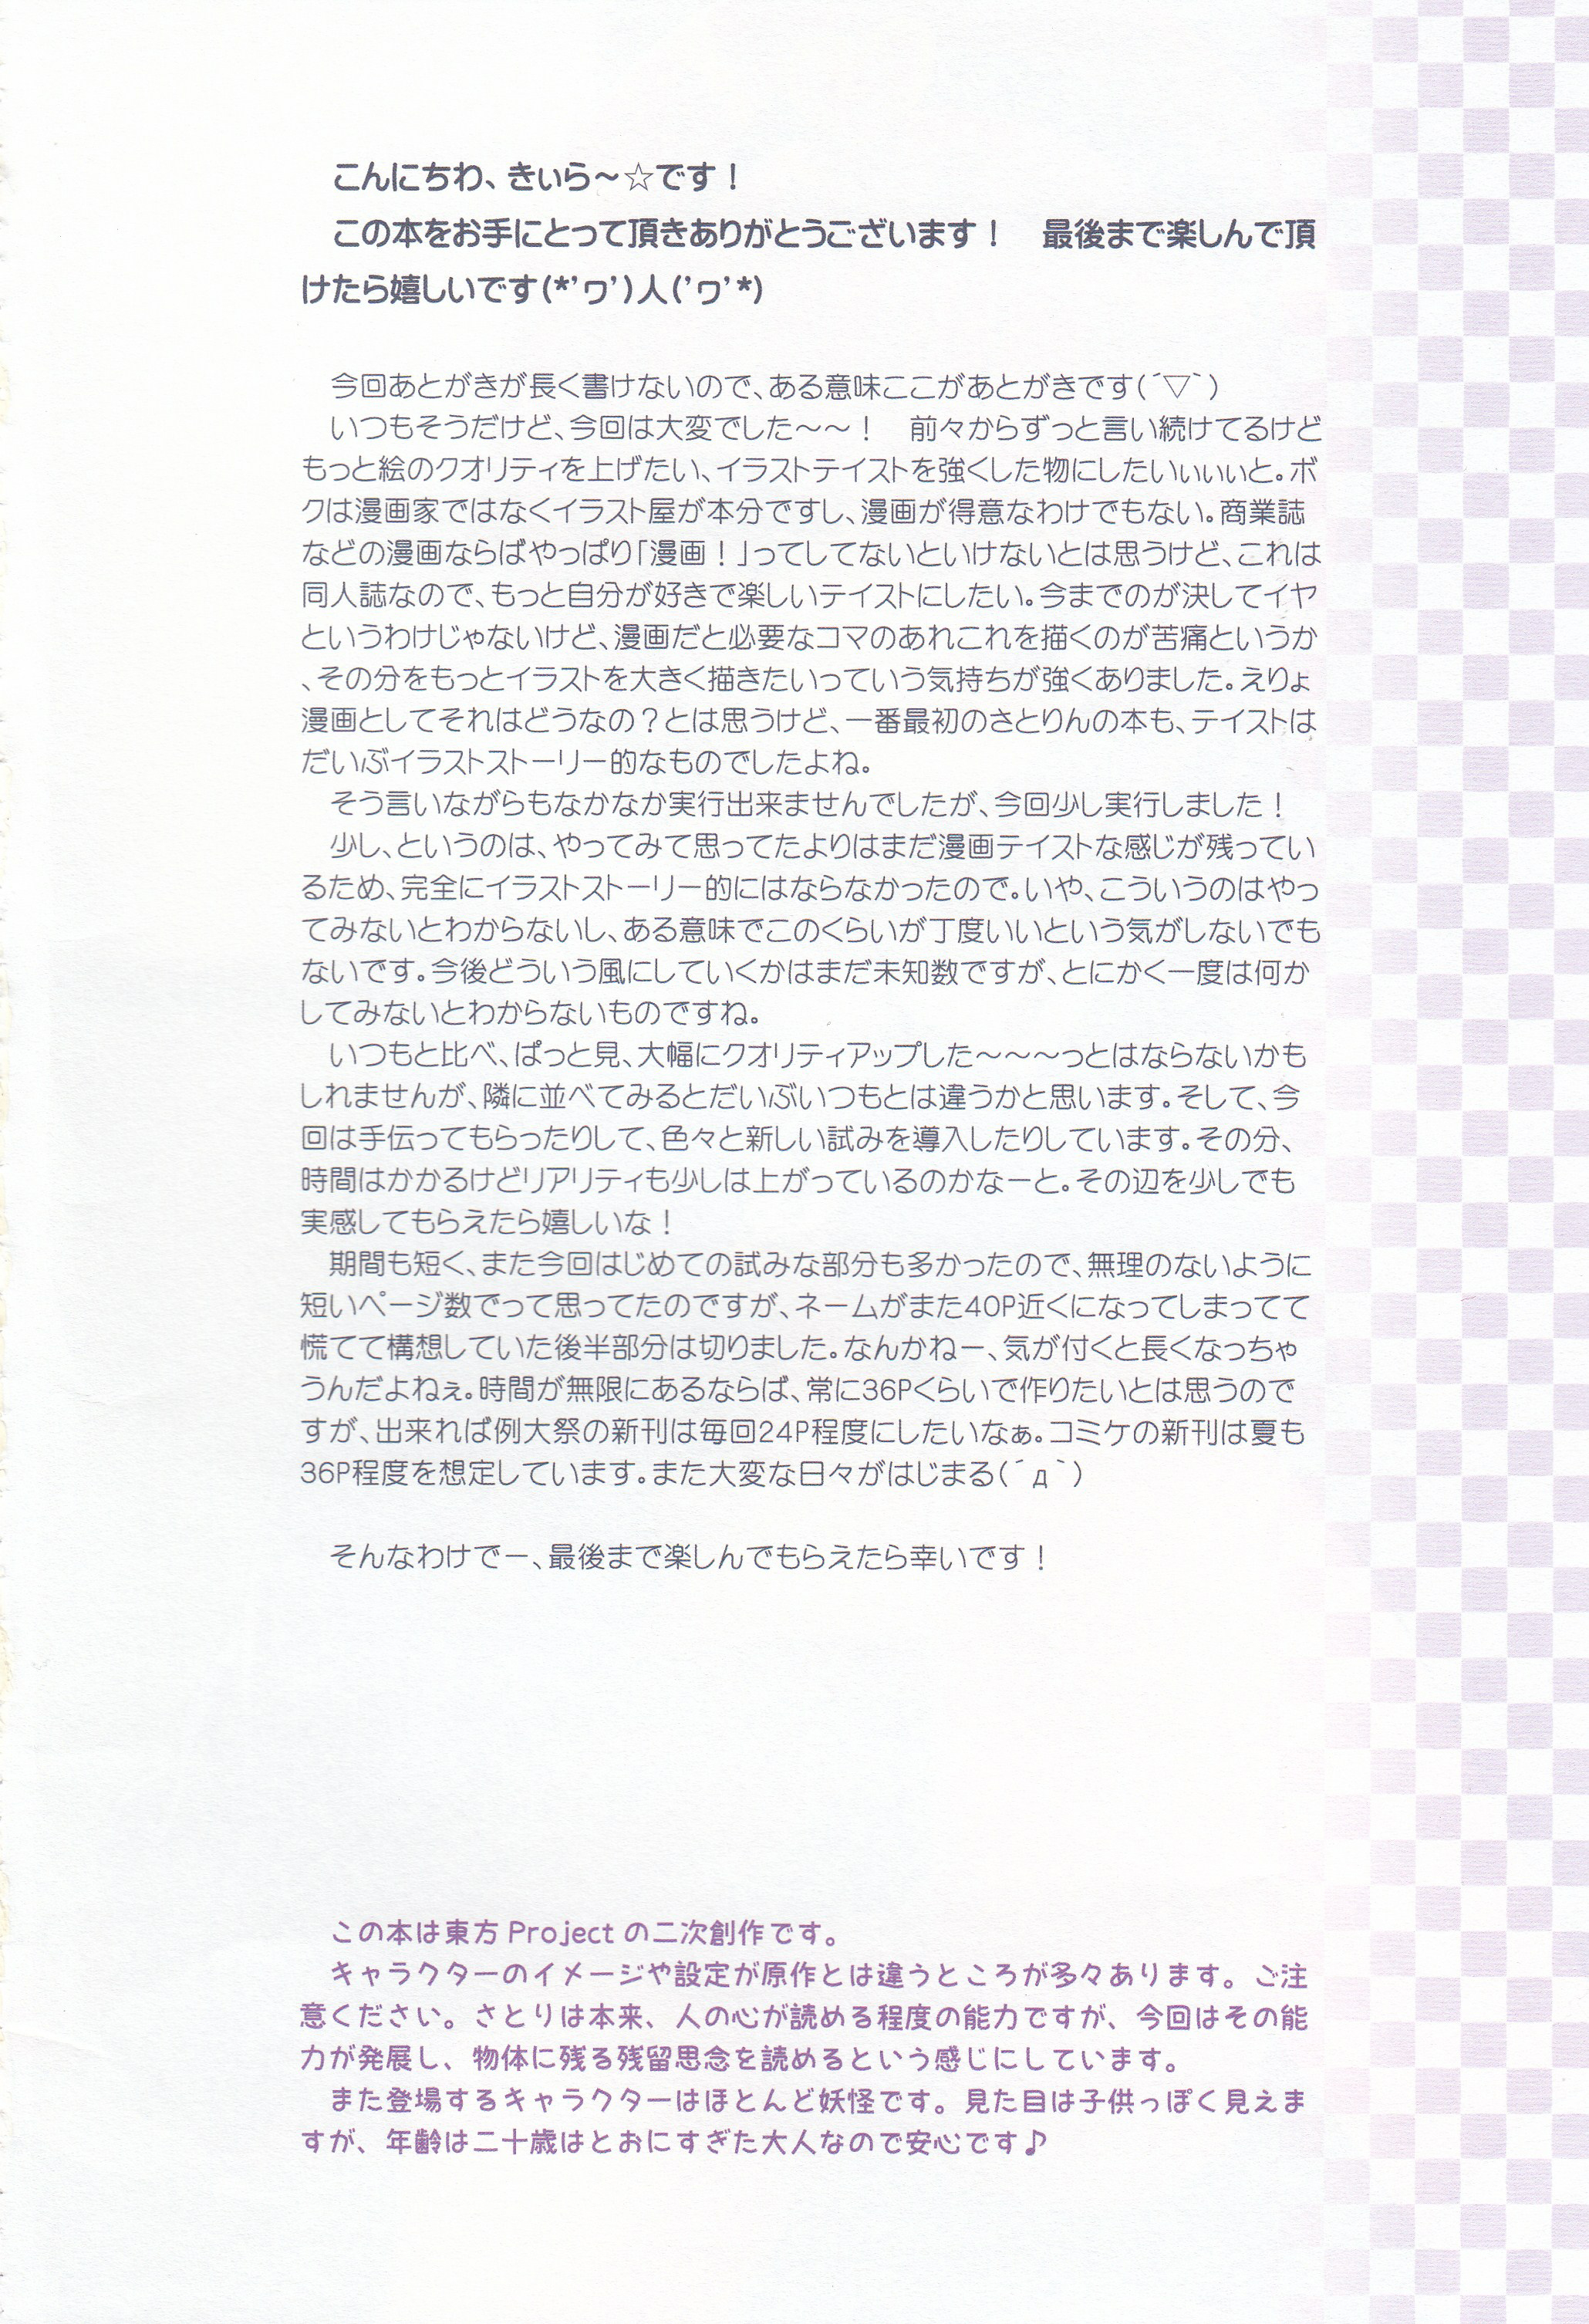 こんにちわ、きぃら～☆です！
この本をお手にとって頂きありがとうございます！　最後まで楽しんで頂
けたら嬉しいです(*'ヮ')人('ヮ'*)
今回あとがきが長く書けないので、ある意味ここがあとがきです(´▽｀)
いつもそうだけど、今回は大変でした～～！　前々からずっと言い続けてるけど
もっと絵のクオリティを上げたい、イラストテイストを強くした物にしたいぃぃぃと。ボ
クは漫画家ではなくイラスト屋が本分ですし、漫画が得意なわけでもない。商業誌
などの漫画ならばやっぱり「漫画！」ってしてないといけないとは思うけど、これは
同人誌なので、もっと自分が好きで楽しいテイストにしたい。今までのが決してイヤ
というわけじゃないけど、漫画だと必要なコマのあれこれを描くのが苦痛というか
、その分をもっとイラストを大きく描きたいっていう気持ちが強くありました。えりょ
漫画としてそれはどうなの？とは思うけど、一番最初のさとりんの本も、テイストは
だいぶイラストストーリー的なものでしたよね。
そう言いながらもなかなか実行出来ませんでしたが、今回少し実行しました！
少し、というのは、やってみて思ってたよりはまだ漫画テイストな感じが残ってい
るため、完全にイラストストーリー的にはならなかったので。いや、こういうのはやっ
てみないとわからないし、ある意味でこのくらいが丁度いいという気がしないでも
ないです。今後どういう風にしていくかはまだ未知数ですが、とにかく一度は何か
してみないとわからないものですね。
いつもと比べ、ぱっと見、大幅にクオリティアップした～～～っとはならないかも
しれませんが、隣に並べてみるとだいぶいつもとは違うかと思います。そして、今
回は手伝ってもらったりして、色々と新しい試みを導入したりしています。その分、
時間はかかるけどリアリティも少しは上がっているのかなーと。その辺を少しでも
実感してもらえたら嬉しいな！
期間も短く、また今回はじめての試みな部分も多かったので、無理のないように
短いページ数でって思ってたのですが、ネームがまた40P近くになってしまってて
慌てて構想していた後半部分は切りました。なんかねー、気が付くと長くなっちゃ
うんだよねぇ。時間が無限にあるならば、常に36Pくらいで作りたいとは思うので
すが、出来れば例大祭の新刊は毎回24P程度にしたいなぁ。コミケの新刊は夏も
36P程度を想定しています。また大変な日々がはじまる(´д｀)
そんなわけでー、最後まで楽しんでもらえたら幸いです！
この本は東方 Project の二次創作です。
キャラクターのイメージや設定が原作とは違うところが多々あります。ご注
意ください。さとりは本来、人の心が読める程度の能力ですが、今回はその能
力が発展し、物体に残る残留思念を読めるという感じにしています。
また登場するキャラクターはほとんど妖怪です。見た目は子供っぽく見えま
すが、年齢は二十歳はとおにすぎた大人なので安心です♪